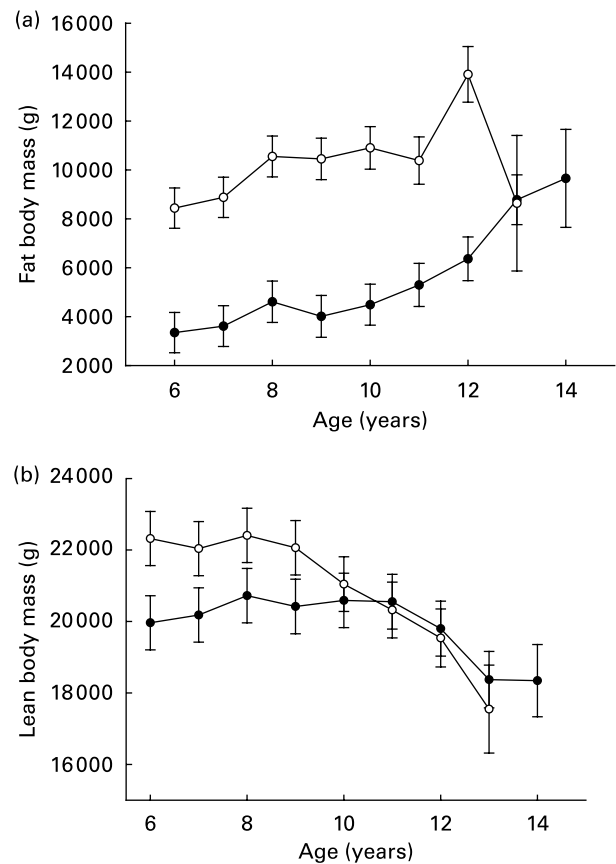 (a)
16000
14000
12000
10000
8000
6000
4000
2000
Fat body mass (g)
6 8 10 12 14
Age (years)
(b)
24000
22000
20000
18000
16000
Lean body mass (g)
6 8 10 12 14
Age (years)